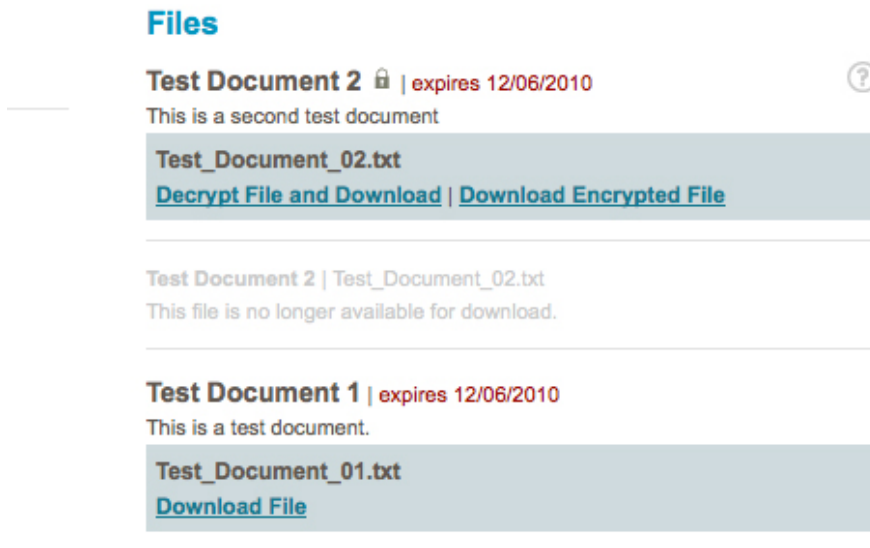 Files
Test Document 2 | expires 12/06/2010
?
This is a second test document
Test_Document_02.txt
Decrypt File and Download | Download Encrypted File
Test Document 2 | Test_Document_02.txt
This file is no longer available for download.
Test Document 1 | expires 12/06/2010
This is a test document.
Test_Document_01.txt
Download File